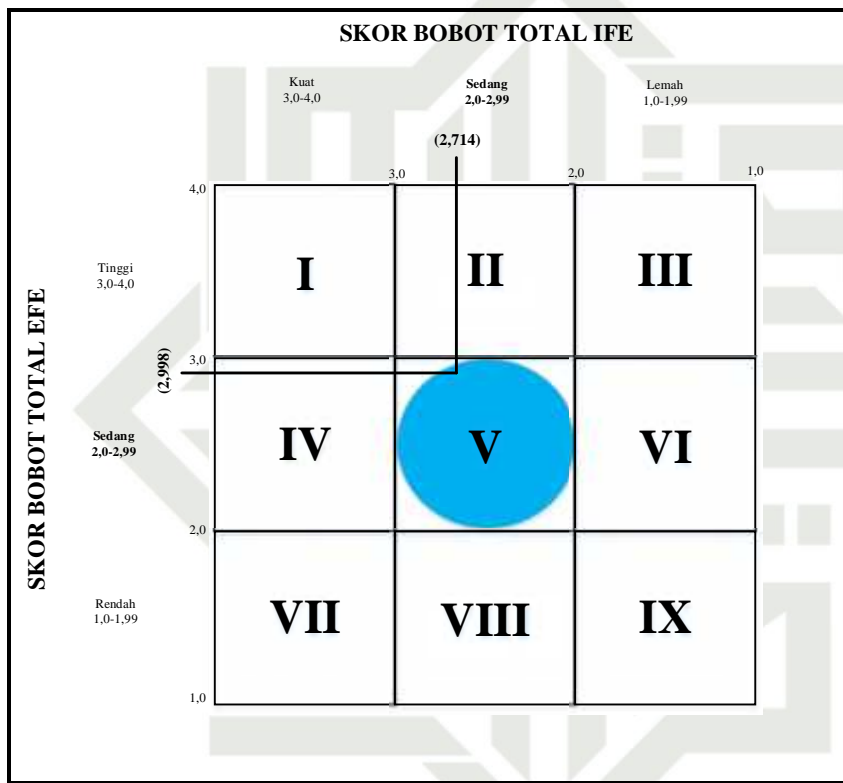 SKOR BOBOT TOTAL IFE
Kuat
3,0-4,0
Sedang
2,0-2,99
Lemah
1,0-1,99
(2,714)
3,0
2,0
1,0
4,0
Tinggi
3,0-4,0
I
II
III
SKOR BOBOT TOTAL EFE
3,0
(2,998)
Sedang
2,0-2,99
IV
V
VI
2,0
Rendah
1,0-1,99
VII
VIII
IX
1,0